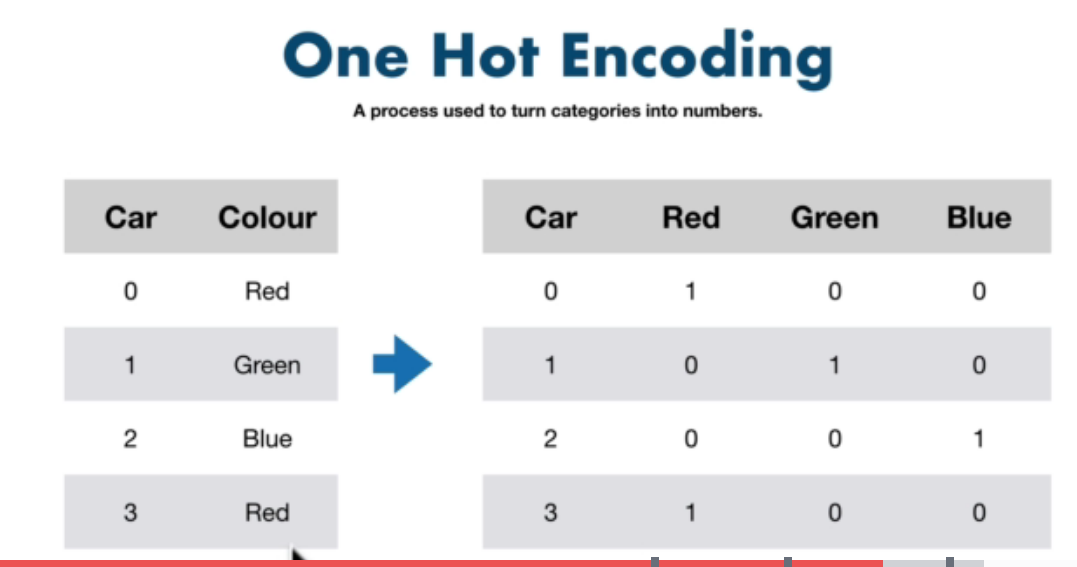 One Hot Encoding
A process used to turn categories into numbers.
Car Colour
0 Red
1 Green
2 Blue
3 Red
Car Red Green Blue
0 1 0 0
1 0 1 0
2 0 0 1
3 1 0 0